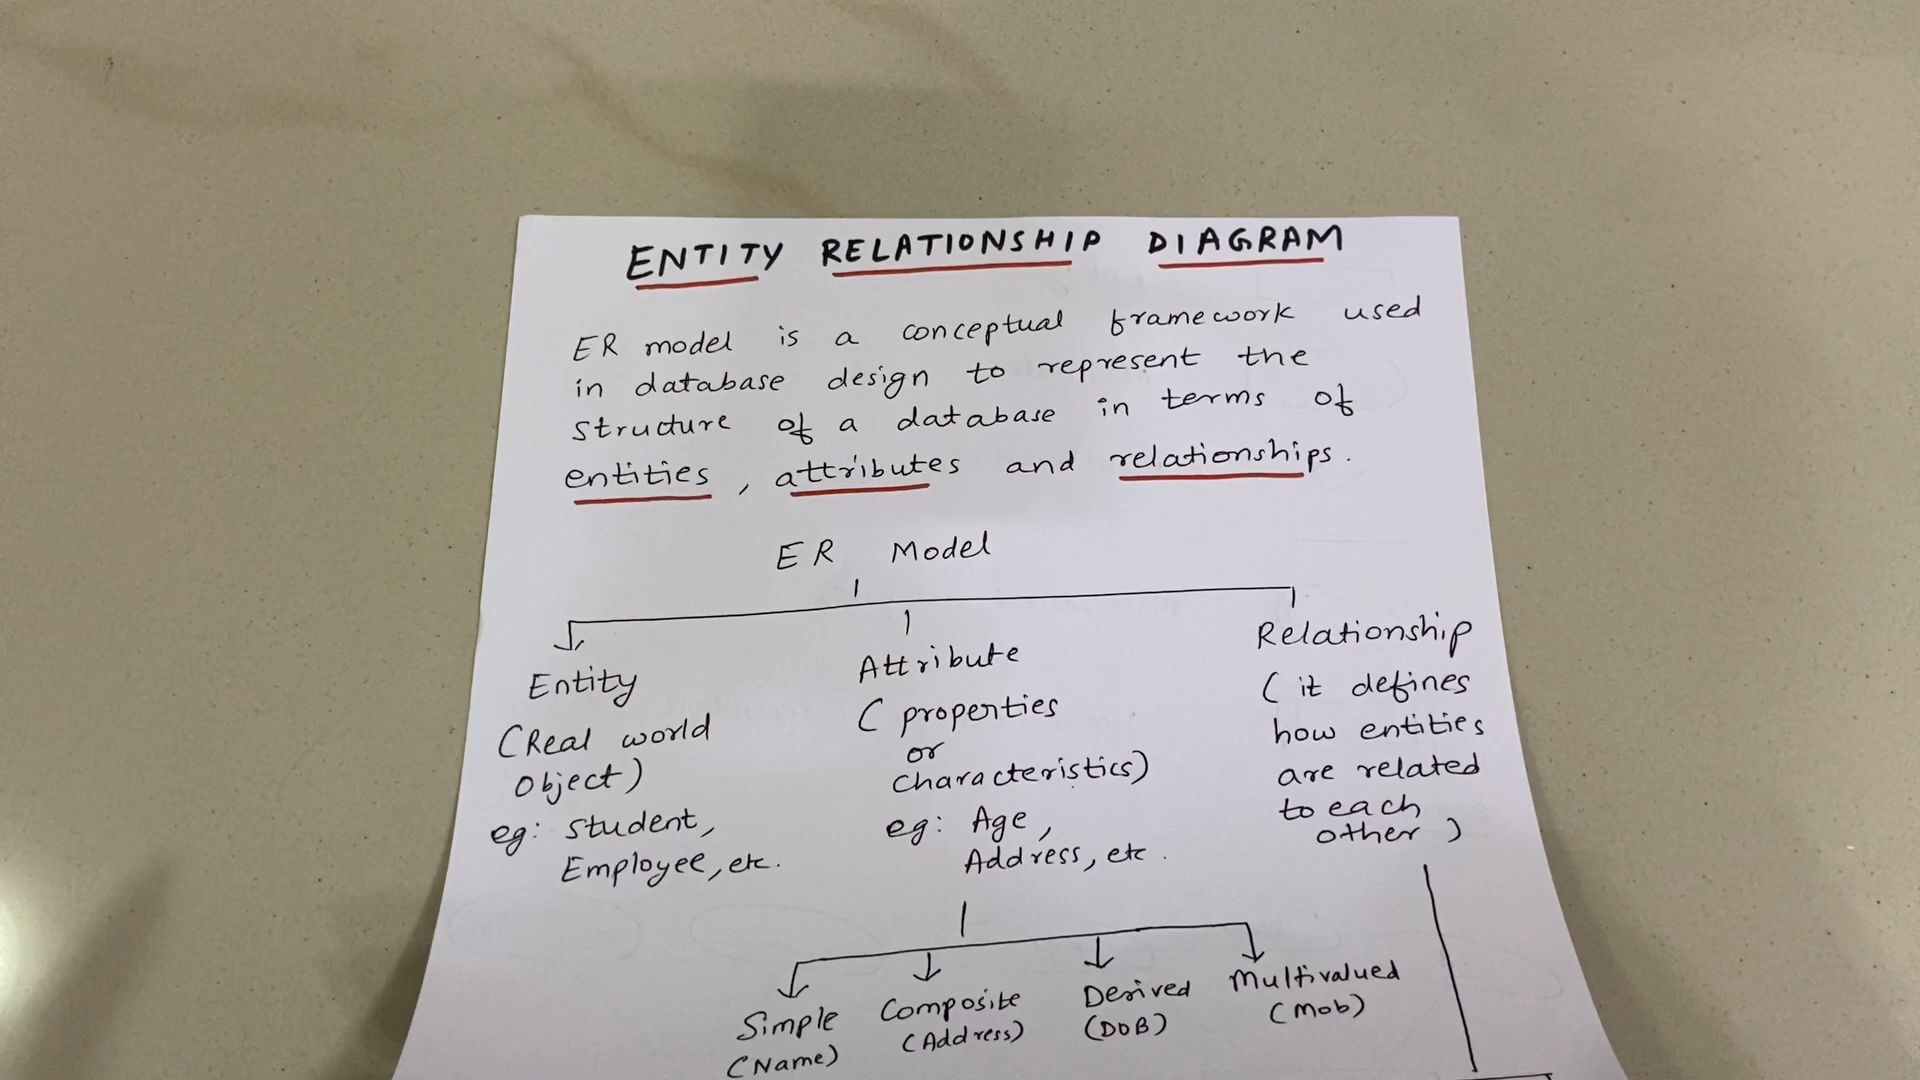 ENTITY RELATIONSHIP DIAGRAM
ER model is a conceptual framework used
in database design to represent the
structure of a database in terms of
entities, attributes and relationships.
ER Model
Entity
(Real world
object)
eg: student,
Employee, etc.
Attribute
( properties
or
characteristics)
eg: Age,
Address, etc.
Relationship
( it defines
how entities
are related
to each
other )
Simple
(Name)
Composite
(Address)
Derived
(DOB)
Multivalued
(Mob)